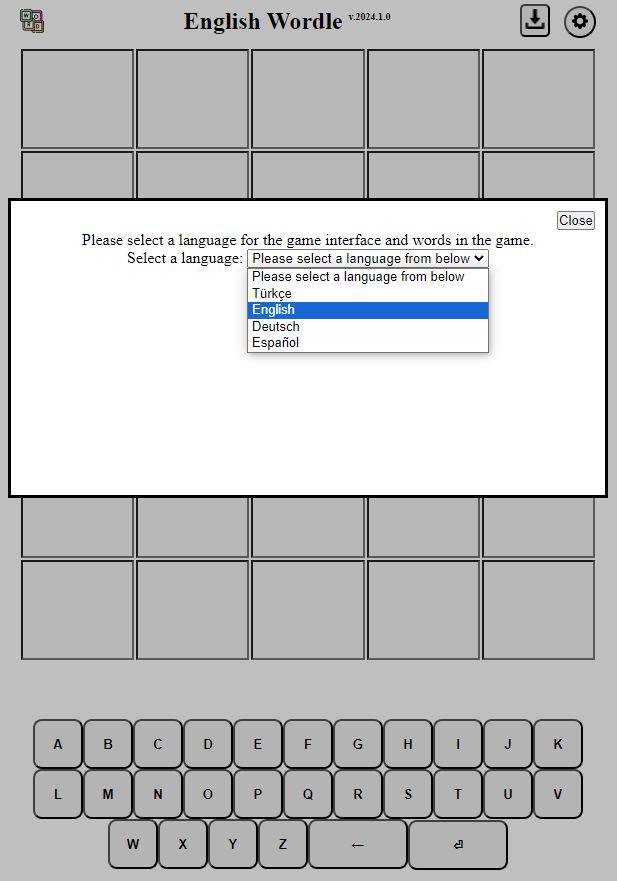 English Wordle v.2024.1.0
Close
Please select a language for the game interface and words in the game.
Select a language: Please select a language from below
Please select a language from below
Türkçe
English
Deutsch
Español
A B C D E F G H I J K
L M N O P Q R S T U V
W X Y Z ← ⏎